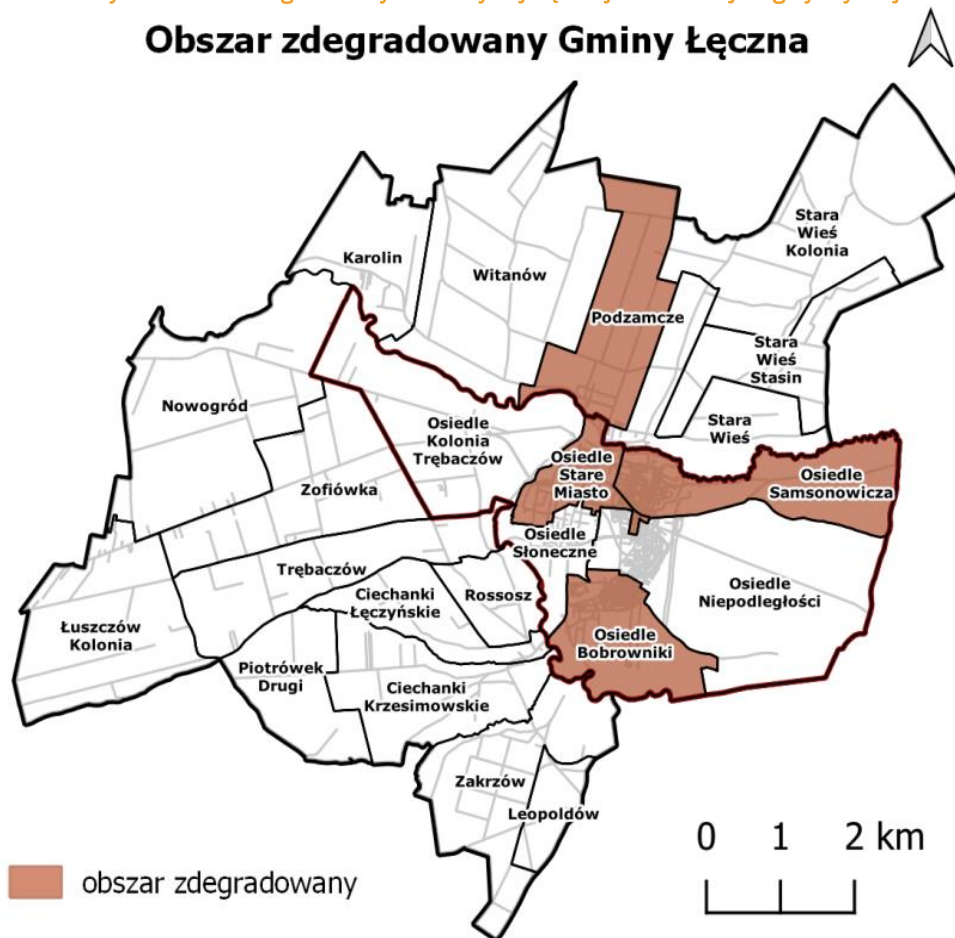 Obszar zdegradowany Gminy Łęczna
Stara
Wieś
Kolonia
Karolin
Witanów
Podzamcze
Stara
Wieś
Stasin
Nowogród
Osiedle
Kolonia
Trębaczów
Stara
Wieś
Osiedle
Stare
Miasto
Osiedle
Samsonowicza
Zofiówka
Osiedle
Słoneczne
Trębaczów
Ciechanki
Łęczyńskie
Rossosz
Osiedle
Niepodległości
Łuszczów
Kolonia
Osiedle
Bobrowniki
Piotrówek
Drugi
Ciechanki
Krzesimowskie
Zakrzów
Leopoldów
0 1 2 km
obszar zdegradowany